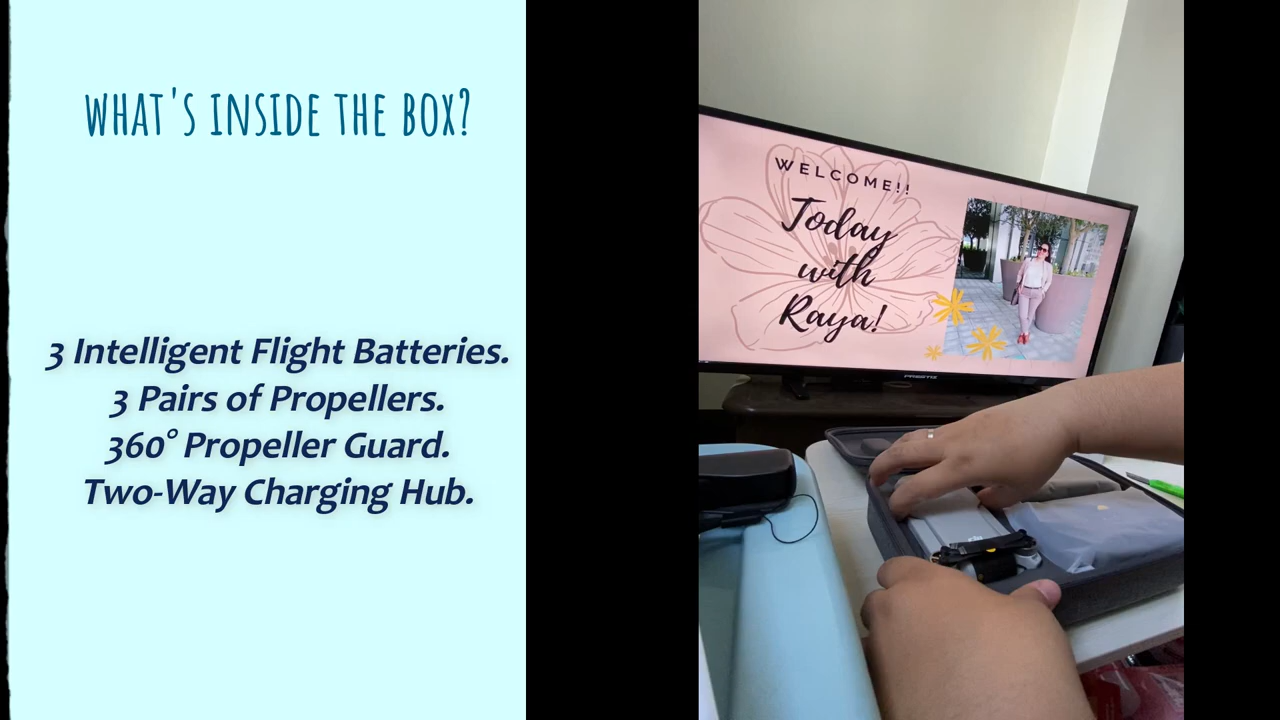 WHAT'S INSIDE THE BOX?
3 Intelligent Flight Batteries.
3 Pairs of Propellers.
360° Propeller Guard.
Two-Way Charging Hub.
WELCOME!!
Today
with
Raya!